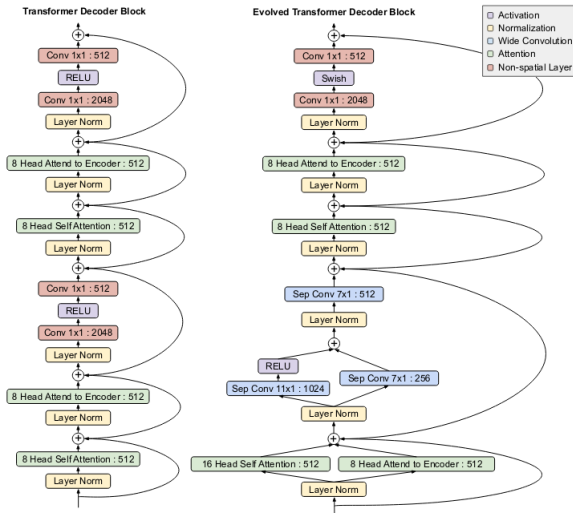 Transformer Decoder Block
Conv 1x1 : 512
RELU
Conv 1x1 : 2048
Layer Norm
8 Head Attend to Encoder : 512
Layer Norm
8 Head Self Attention : 512
Layer Norm
Conv 1x1 : 512
RELU
Conv 1x1 : 2048
Layer Norm
8 Head Attend to Encoder : 512
Layer Norm
8 Head Self Attention : 512
Layer Norm
Evolved Transformer Decoder Block
Conv 1x1 : 512
Swish
Conv 1x1 : 2048
Layer Norm
8 Head Attend to Encoder : 512
Layer Norm
8 Head Self Attention : 512
Layer Norm
Sep Conv 7x1 : 512
Layer Norm
RELU
Sep Conv 11x1 : 1024
Sep Conv 7x1 : 256
Layer Norm
16 Head Self Attention : 512
8 Head Attend to Encoder : 512
Layer Norm
Activation
Normalization
Wide Convolution
Attention
Non-spatial Layer